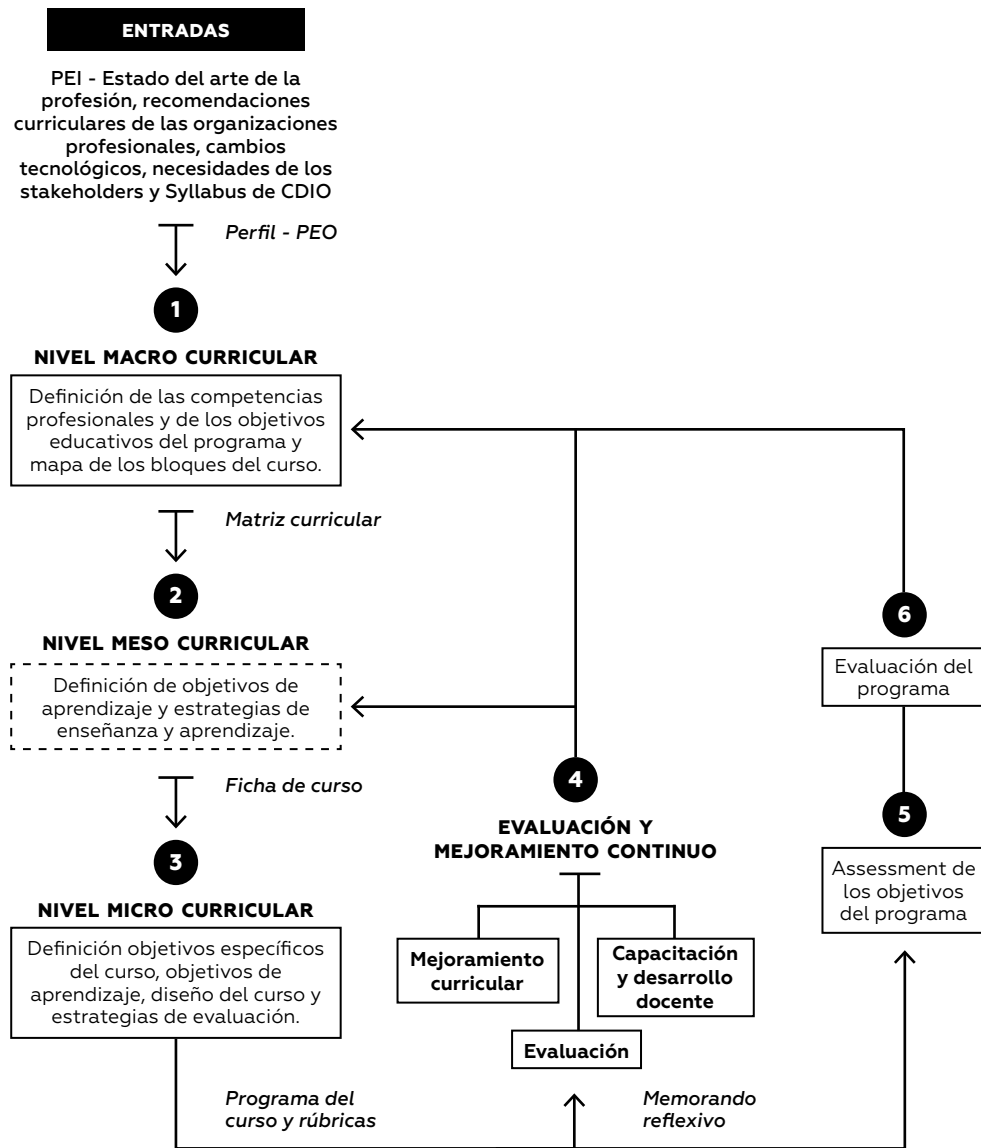 ENTRADAS
PEI - Estado del arte de la
profesión, recomendaciones
curriculares de las organizaciones
profesionales, cambios
tecnológicos, necesidades de los
stakeholders y Syllabus de CDIO
Perfil - PEO
1
NIVEL MACRO CURRICULAR
Definición de las competencias
profesionales y de los objetivos
educativos del programa y
mapa de los bloques del curso.
Matriz curricular
2
NIVEL MESO CURRICULAR
Definición de objetivos de
aprendizaje y estrategias de
enseñanza y aprendizaje.
Ficha de curso
3
NIVEL MICRO CURRICULAR
Definición objetivos específicos
del curso, objetivos de
aprendizaje, diseño del curso y
estrategias de evaluación.
Programa del
curso y rúbricas
4
EVALUACIÓN Y
MEJORAMIENTO CONTINUO
Mejoramiento
curricular
Capacitación
y desarrollo
docente
Evaluación
Memorando
reflexivo
6
Evaluación del
programa
5
Assessment de
los objetivos
del programa